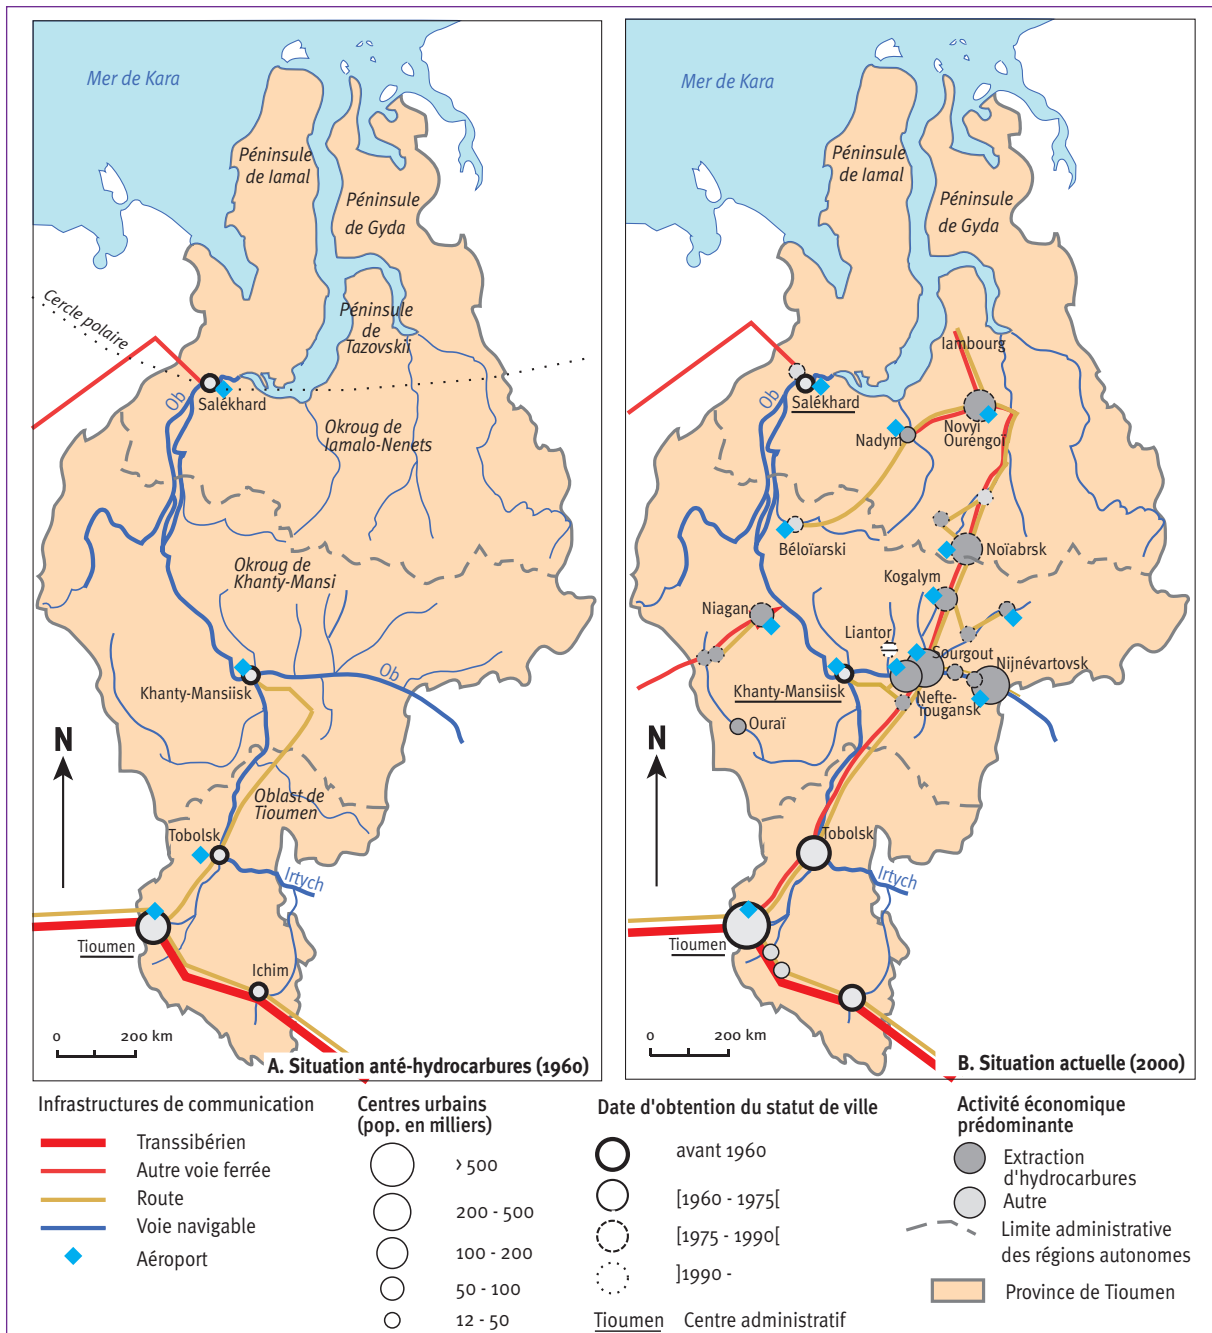 Mer de Kara
Péninsule
de Iamal
Péninsule
de Gyda
Cercle polaire
Péninsule
de
Tazovskii
Ob
Salékhard
Okroug de
Iamalo-Nenets
Okroug de
Khanty-Mansi
Khanty-Mansiisk
Ob
N
Oblast de
Tioumen
Tobolsk
Irtych
Tioumen
Ichim
0 200 km
A. Situation anté-hydrocarbures (1960)
Mer de Kara
Péninsule
de Iamal
Péninsule
de Gyda
Iambourg
Ob
Salékhard
Nadym
Novyï
Ourengoï
Béloïarski
Noïabrsk
Kogalym
Niagan
Liantor
Sourgout
Nijnévartovsk
Khanty-Mansiisk
Nefte-
Iougansk
Ouraï
N
Tobolsk
Irtych
Tioumen
0 200 km
B. Situation actuelle (2000)
Infrastructures de communication
Transsibérien
Autre voie ferrée
Route
Voie navigable
Aéroport
Centres urbains
(pop. en milliers)
> 500
200 - 500
100 - 200
50 - 100
12 - 50
Date d'obtention du statut de ville
avant 1960
[1960 - 1975[
[1975 - 1990[
]1990 -
Tioumen Centre administratif
Activité économique
prédominante
Extraction
d'hydrocarbures
Autre
Limite administrative
des régions autonomes
Province de Tioumen